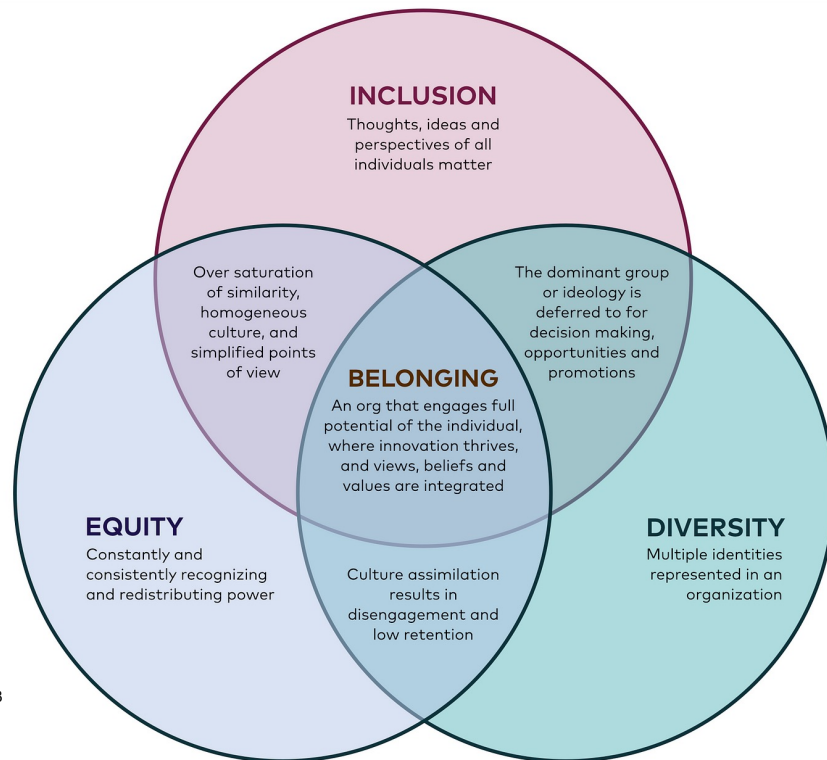 INCLUSION
Thoughts, ideas and
perspectives of all
individuals matter
Over saturation
of similarity,
homogeneous
culture, and
simplified points
of view
The dominant group
or ideology is
deferred to for
decision making,
opportunities and
promotions
BELONGING
An org that engages full
potential of the individual,
where innovation thrives,
and views, beliefs and
values are integrated
EQUITY
Constantly and
consistently recognizing
and redistributing power
DIVERSITY
Multiple identities
represented in an
organization
Culture assimilation
results in
disengagement and
low retention